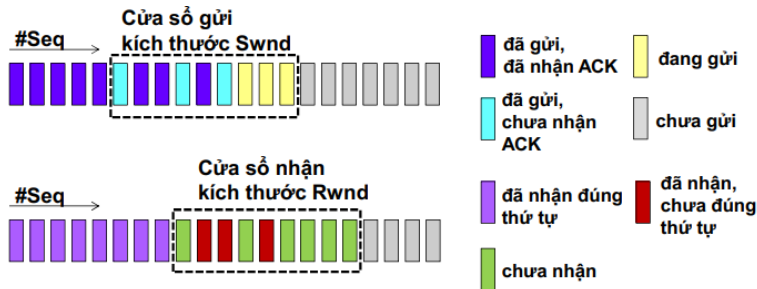 Cửa sổ gửi
kích thước Swnd
#Seq
đã gửi,
đã nhận ACK
đang gửi
đã gửi,
chưa nhận
ACK
chưa gửi
Cửa sổ nhận
kích thước Rwnd
#Seq
đã nhận đúng
thứ tự
đã nhận,
chưa đúng
thứ tự
chưa nhận